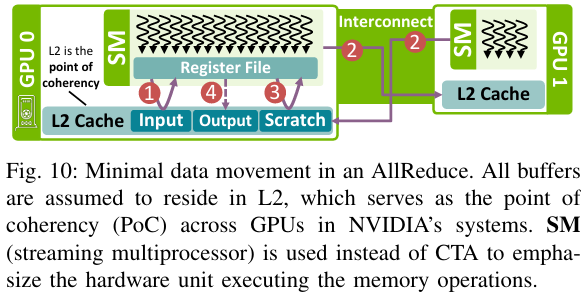 GPU 0
L2 is the
point of
coherency
SM
Register File
1
4
3
L2 Cache
Input
Output
Scratch
Interconnect
2
2
SM
L2 Cache
GPU 1
Fig. 10: Minimal data movement in an AllReduce. All buffers
are assumed to reside in L2, which serves as the point of
coherency (PoC) across GPUs in NVIDIA's systems. SM
(streaming multiprocessor) is used instead of CTA to empha-
size the hardware unit executing the memory operations.